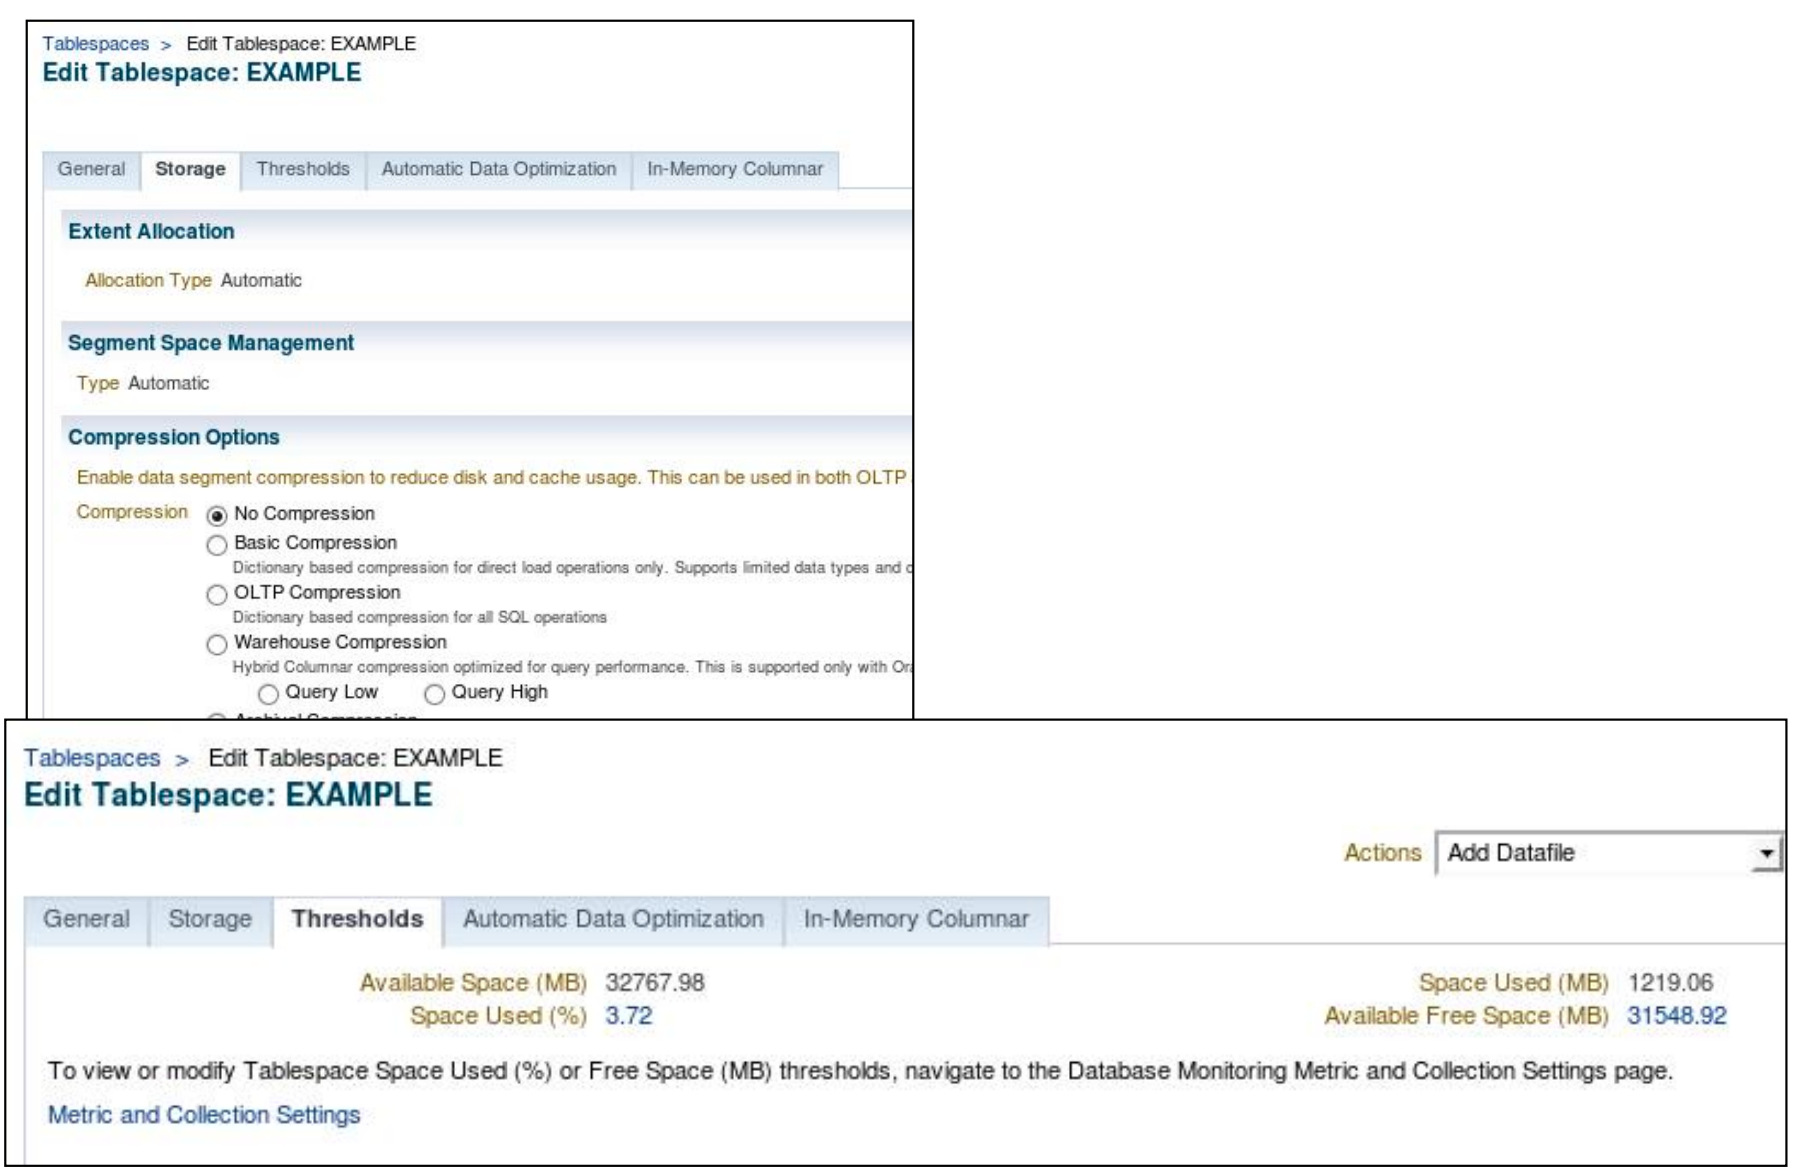 Tablespaces > Edit Tablespace: EXAMPLE
Edit Tablespace: EXAMPLE
General Storage Thresholds Automatic Data Optimization In-Memory Columnar
Extent Allocation
Allocation Type Automatic
Segment Space Management
Type Automatic
Compression Options
Enable data segment compression to reduce disk and cache usage. This can be used in both OLTP
Compression No Compression
Basic Compression
Dictionary based compression for direct load operations only. Supports limited data types and
OLTP Compression
Dictionary based compression for all SQL operations
Warehouse Compression
Hybrid Columnar compression optimized for query performance. This is supported only with
Query Low Query High
Archival Compression
Tablespaces > Edit Tablespace: EXAMPLE
Edit Tablespace: EXAMPLE
Actions Add Datafile
General Storage Thresholds Automatic Data Optimization In-Memory Columnar
Available Space (MB) 32767.98 Space Used (MB) 1219.06
Space Used (%) 3.72 Available Free Space (MB) 31548.92
To view or modify Tablespace Space Used (%) or Free Space (MB) thresholds, navigate to the Database Monitoring Metric and Collection Settings page.
Metric and Collection Settings